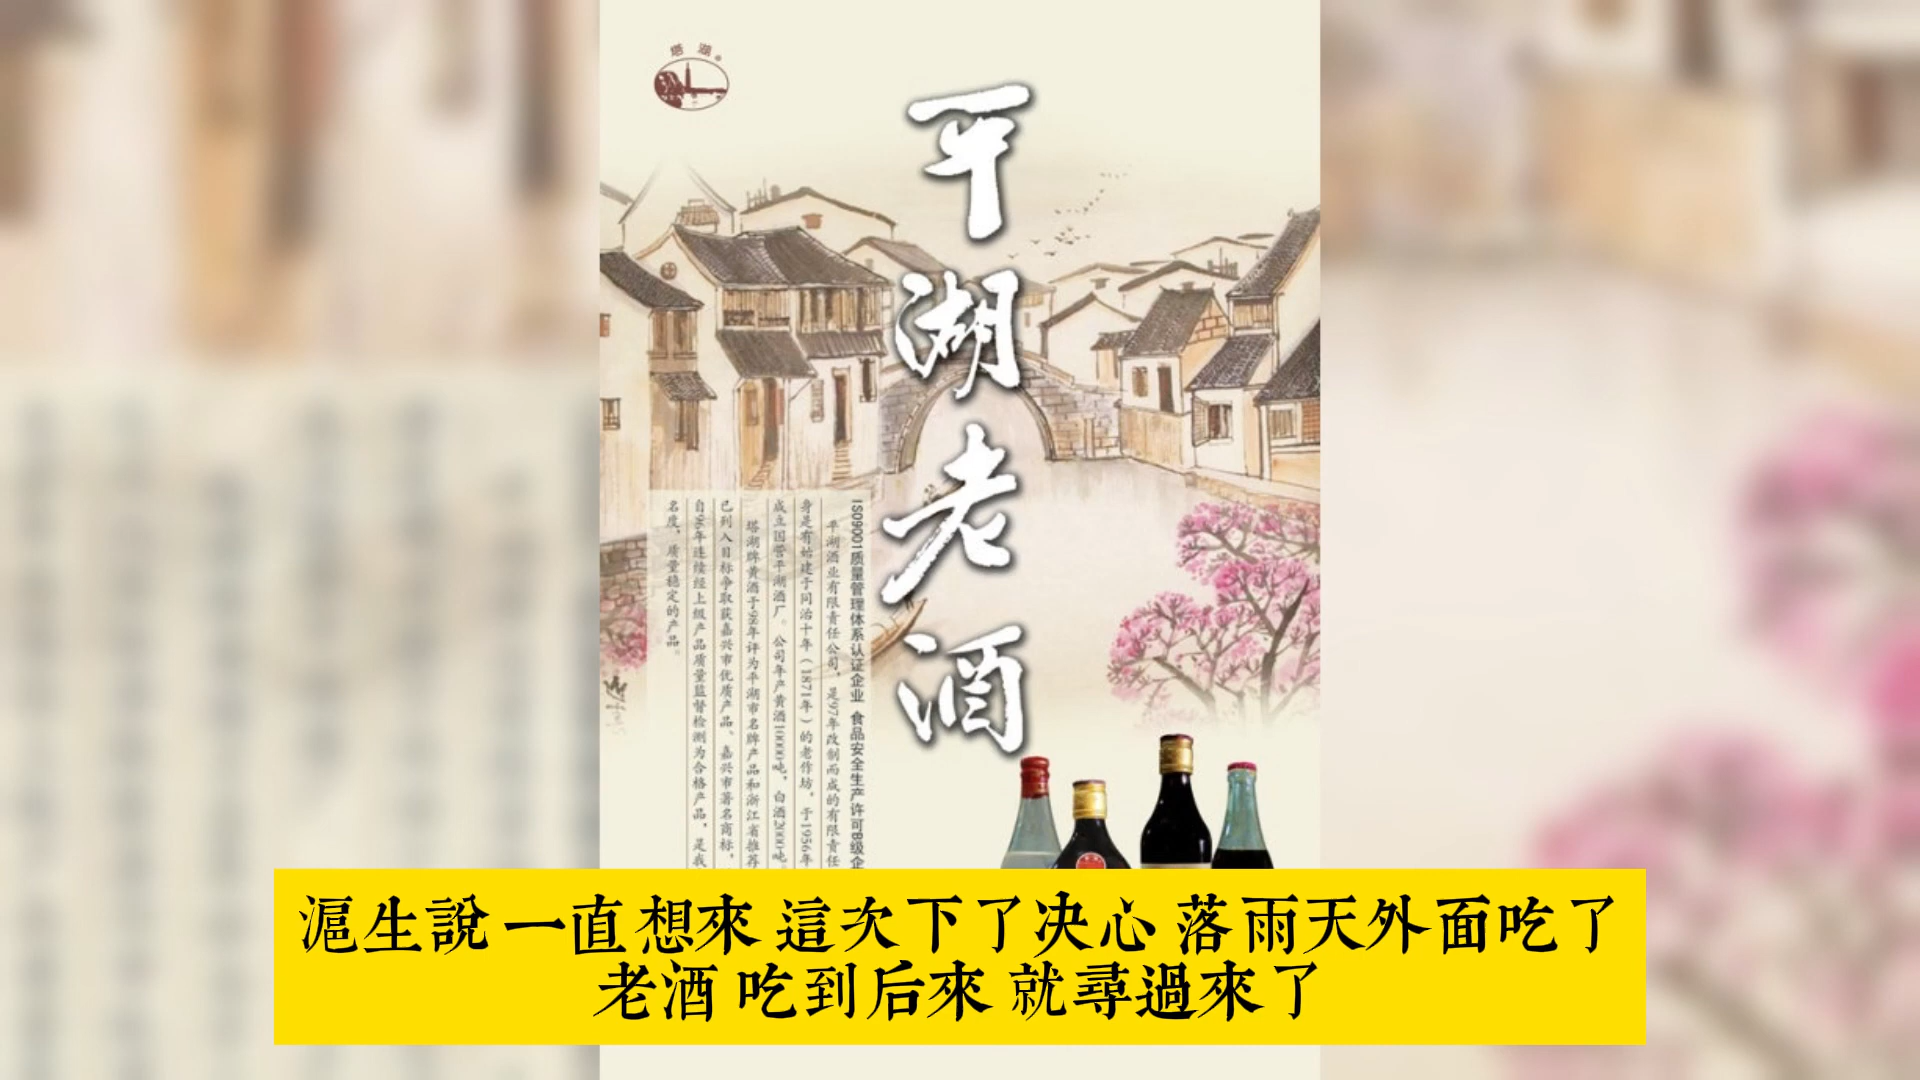 塔湖
平湖老酒
ISO9001质量管理体系认证企业 食品安全生产许可B级企
平湖酒业有限责任公司，是97年改制而成的有限责任
身是有始建于同治十年（1871年）的老作坊，于1956年
成立国营平湖酒厂。公司年产黄酒10000吨，白酒2000吨。
塔湖牌黄酒于98年评为平湖市名牌产品和浙江省推荐
已列入目标争取获嘉兴市优质产品、嘉兴市著名商标，
自96年连续经上级产品质量监督检测为合格产品，是我
名度，质量稳定的产品。
滬生說 一直想來 這次下了决心 落雨天外面吃了
老酒 吃到后來 就尋過來了